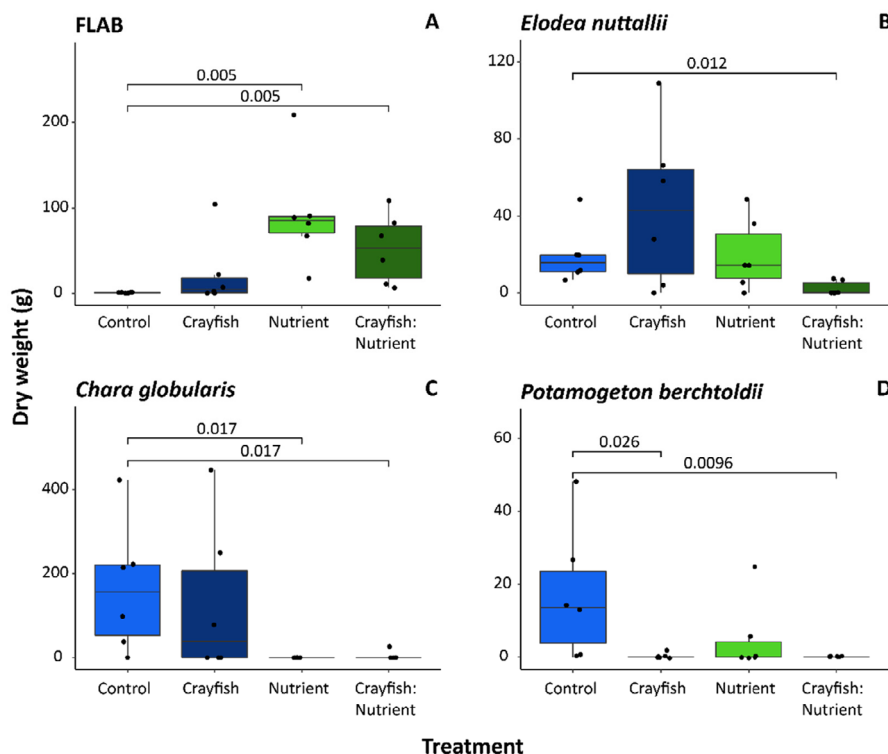 FLAB A
0.005
0.005
200
100
0
Control Crayfish Nutrient Crayfish:
Nutrient
Elodea nuttallii B
0.012
120
80
40
0
Control Crayfish Nutrient Crayfish:
Nutrient
Dry weight (g)
Chara globularis C
0.017
0.017
400
200
0
Control Crayfish Nutrient Crayfish:
Nutrient
Potamogeton berchtoldii D
0.026
0.0096
60
40
20
0
Control Crayfish Nutrient Crayfish:
Nutrient
Treatment